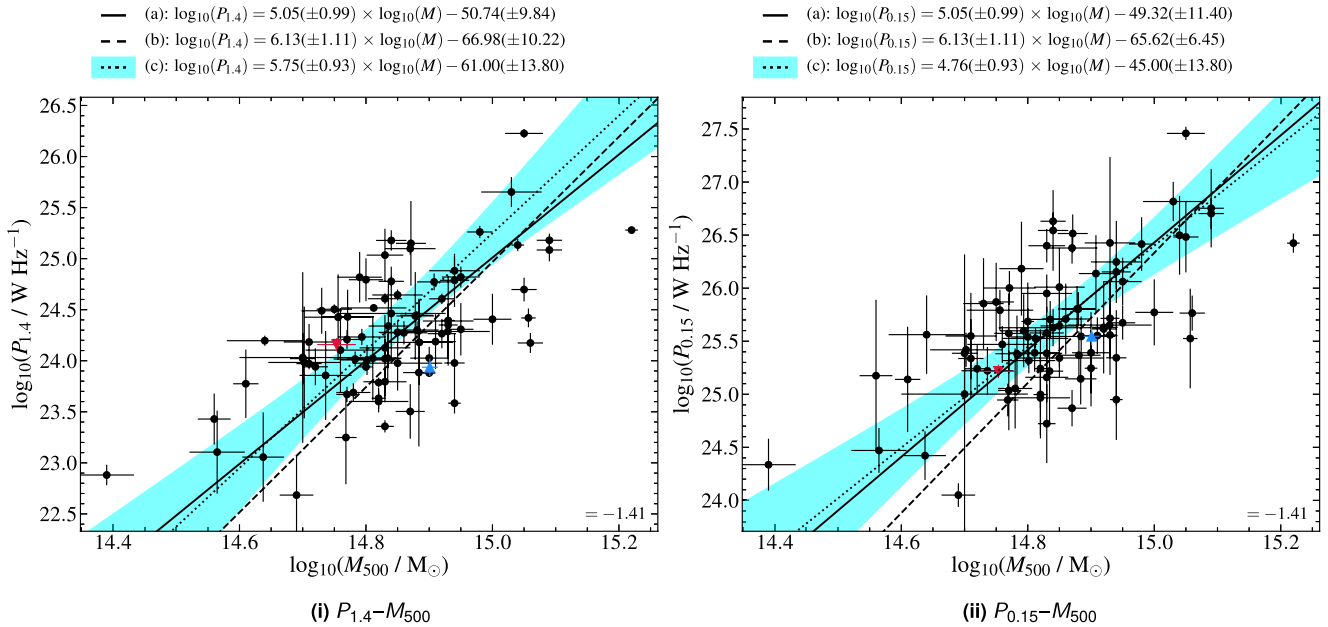 (a): log₁₀(P₁.₄) = 5.05(±0.99) × log₁₀(M) − 50.74(±9.84)
(b): log₁₀(P₁.₄) = 6.13(±1.11) × log₁₀(M) − 66.98(±10.22)
(c): log₁₀(P₁.₄) = 5.75(±0.93) × log₁₀(M) − 61.00(±13.80)
26.5
26.0
25.5
25.0
24.5
24.0
23.5
23.0
22.5
log₁₀(P₁.₄ / W Hz⁻¹)
= −1.41
14.4 14.6 14.8 15.0 15.2
log₁₀(M₅₀₀ / M☉)
(i) P₁.₄–M₅₀₀
(a): log₁₀(P₀.₁₅) = 5.05(±0.99) × log₁₀(M) − 49.32(±11.40)
(b): log₁₀(P₀.₁₅) = 6.13(±1.11) × log₁₀(M) − 65.62(±6.45)
(c): log₁₀(P₀.₁₅) = 4.76(±0.93) × log₁₀(M) − 45.00(±13.80)
27.5
27.0
26.5
26.0
25.5
25.0
24.5
24.0
log₁₀(P₀.₁₅ / W Hz⁻¹)
= −1.41
14.4 14.6 14.8 15.0 15.2
log₁₀(M₅₀₀ / M☉)
(ii) P₀.₁₅–M₅₀₀